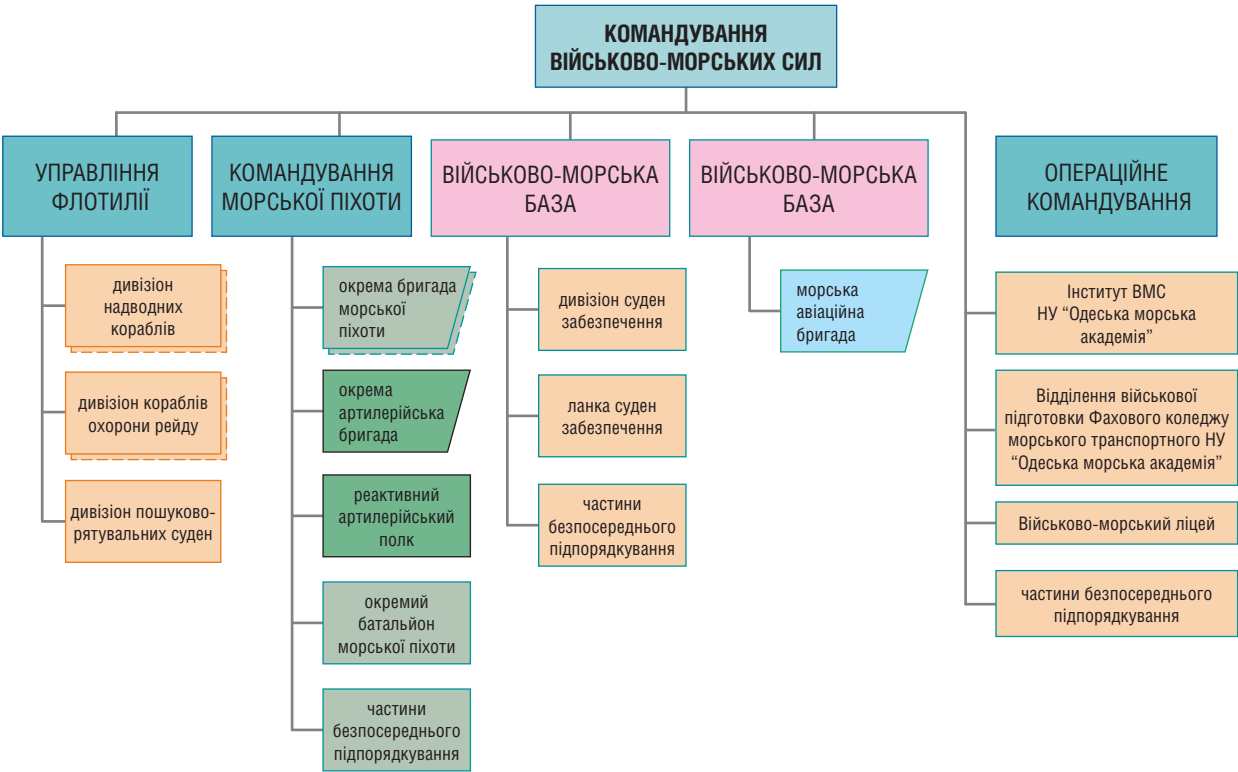 КОМАНДУВАННЯ
ВІЙСЬКОВО-МОРСЬКИХ СИЛ
УПРАВЛІННЯ
ФЛОТИЛІЇ
дивізіон
надводних
кораблів
дивізіон кораблів
охорони рейду
дивізіон пошуково-
рятувальних суден
КОМАНДУВАННЯ
МОРСЬКОЇ ПІХОТИ
окрема бригада
морської
піхоти
окрема
артилерійська
бригада
реактивний
артилерійський
полк
окремий
батальйон
морської піхоти
частини
безпосереднього
підпорядкування
ВІЙСЬКОВО-МОРСЬКА
БАЗА
дивізіон суден
забезпечення
ланка суден
забезпечення
частини
безпосереднього
підпорядкування
ВІЙСЬКОВО-МОРСЬКА
БАЗА
морська
авіаційна
бригада
ОПЕРАЦІЙНЕ
КОМАНДУВАННЯ
Інститут ВМС
НУ “Одеська морська
академія”
Відділення військової
підготовки Фахового коледжу
морського транспортного НУ
“Одеська морська академія”
Військово-морський ліцей
частини безпосереднього
підпорядкування